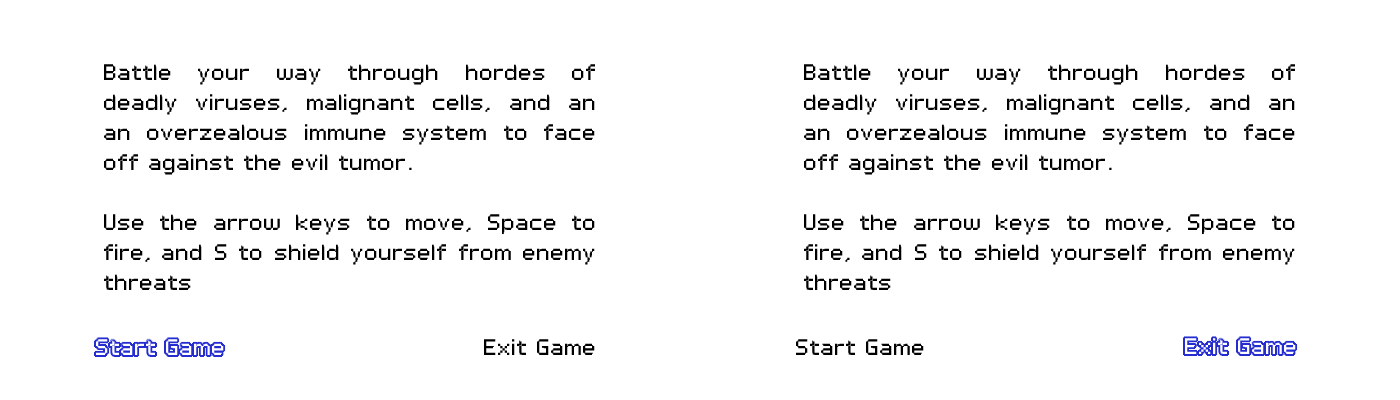 Battle your way through hordes of
deadly viruses, malignant cells, and an
an overzealous immune system to face
off against the evil tumor.
Use the arrow keys to move, Space to
fire, and S to shield yourself from enemy
threats
Start Game Exit Game
Battle your way through hordes of
deadly viruses, malignant cells, and an
an overzealous immune system to face
off against the evil tumor.
Use the arrow keys to move, Space to
fire, and S to shield yourself from enemy
threats
Start Game Exit Game